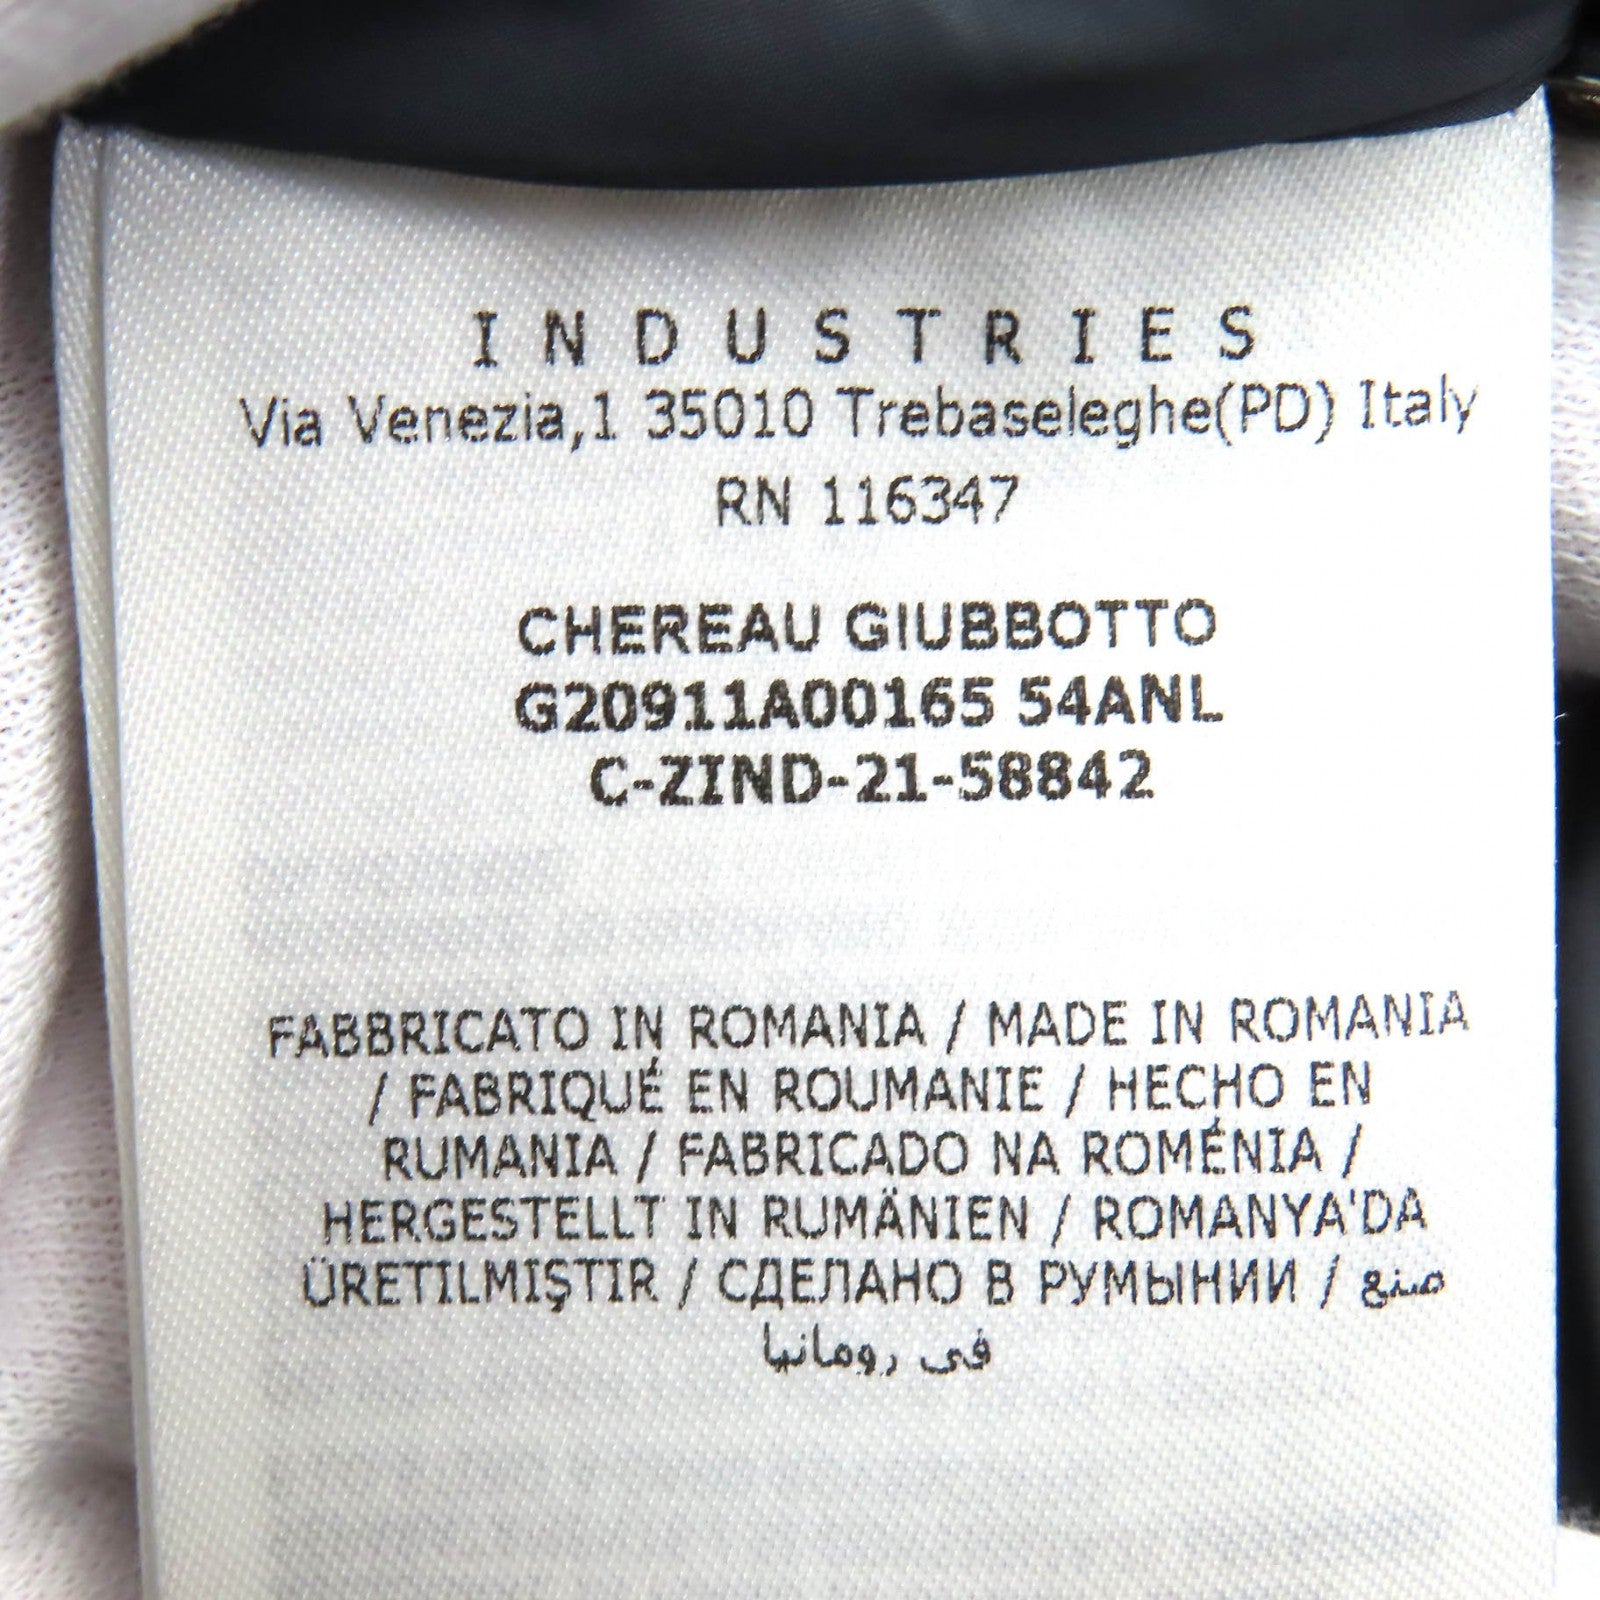 INDUSTRIES
Via Venezia,1 35010 Trebaseleghe(PD) Italy
RN 116347
CHEREAU GIUBBOTTO
G20911A00165 54ANL
C-ZIND-21-58842
FABBRICATO IN ROMANIA / MADE IN ROMANIA
/ FABRIQUÉ EN ROUMANIE / HECHO EN
RUMANIA / FABRICADO NA ROMÉNIA /
HERGESTELLT IN RUMÄNIEN / ROMANYA'DA
ÜRETILMIŞTIR / СДЕЛАНО В РУМЫНИИ / صنع
في رومانيا